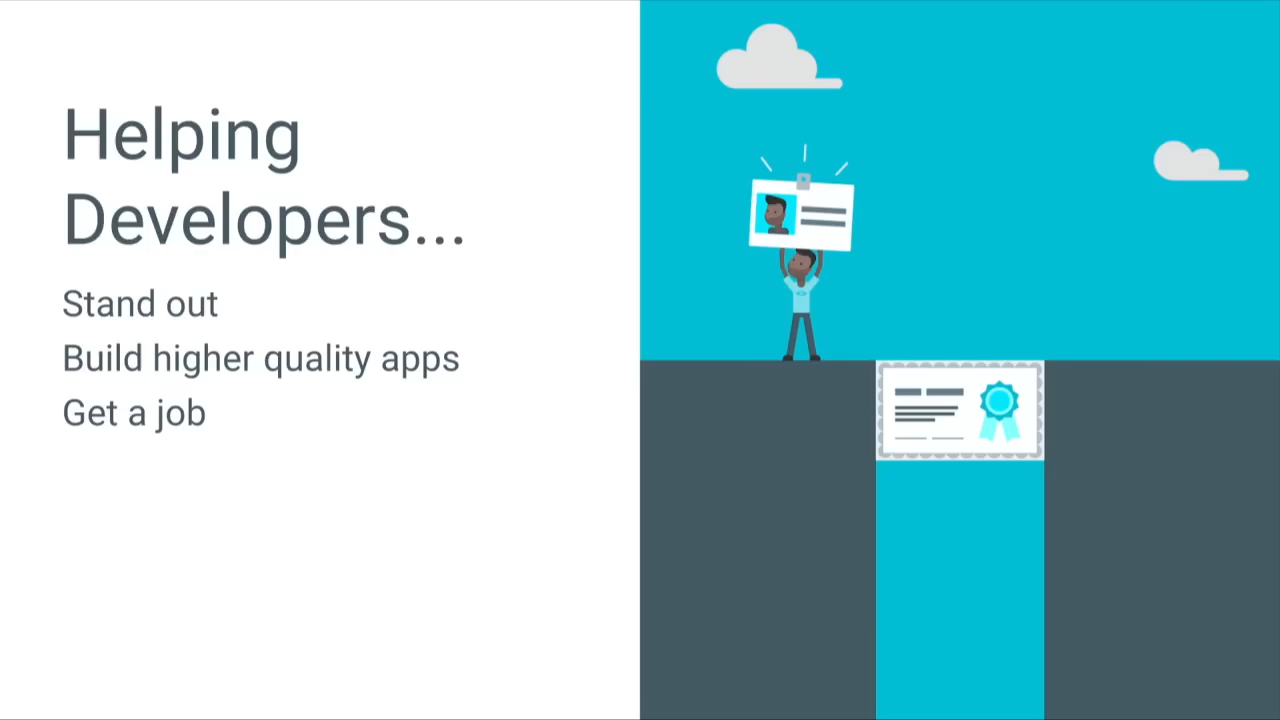 Helping
Developers...
Stand out
Build higher quality apps
Get a job